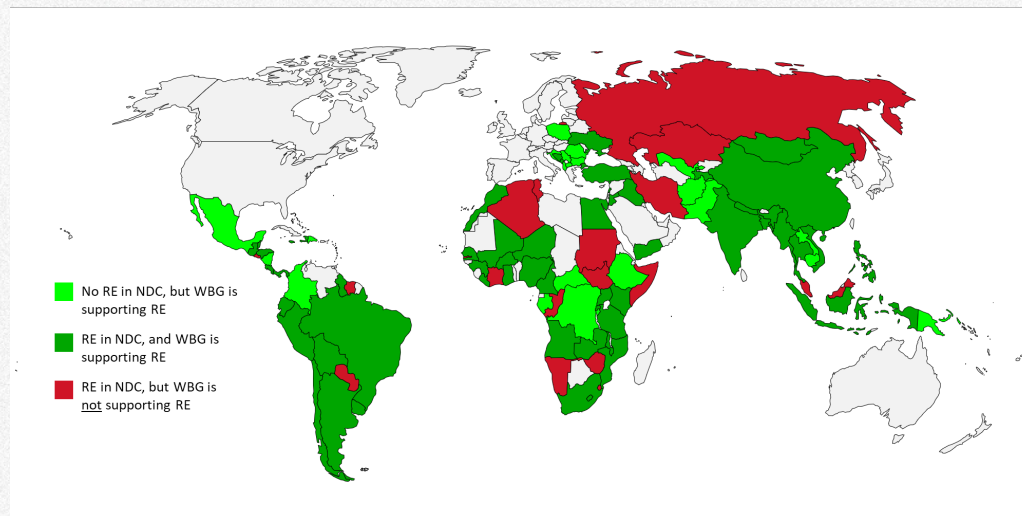 No RE in NDC, but WBG is
supporting RE
RE in NDC, and WBG is
supporting RE
RE in NDC, but WBG is
not supporting RE